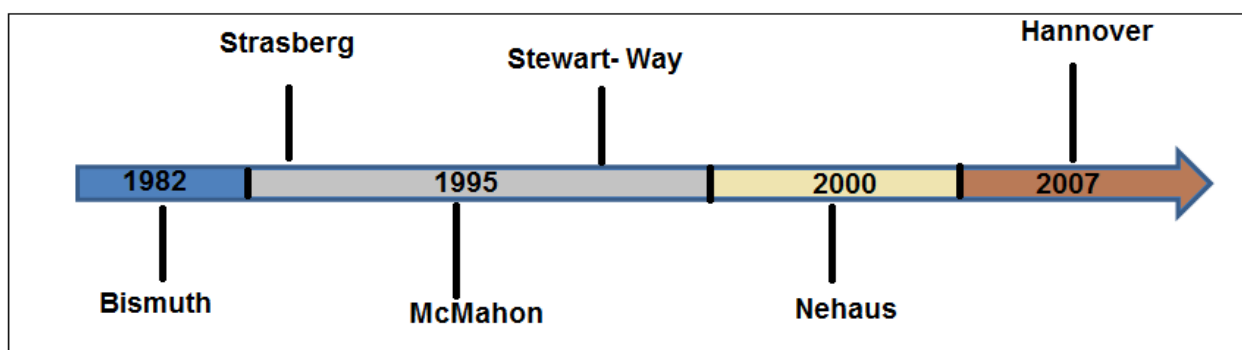 Strasberg
Stewart- Way
Hannover
1982
1995
2000
2007
Bismuth
McMahon
Nehaus